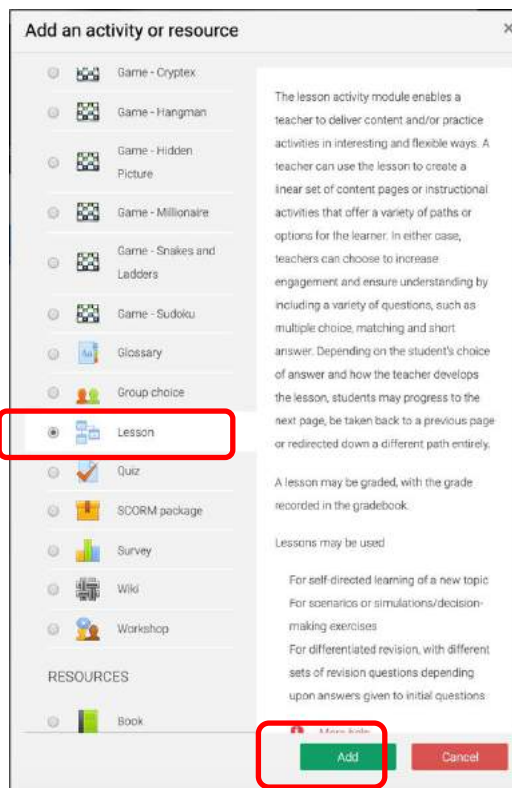 Add an activity or resource
×
Game - Cryptex
Game - Hangman
Game - Hidden
Picture
Game - Millionaire
Game - Snakes and
Ladders
Game - Sudoku
Glossary
Group choice
Lesson
Quiz
SCORM package
Survey
Wiki
Workshop
RESOURCES
Book
The lesson activity module enables a
teacher to deliver content and/or practice
activities in interesting and flexible ways. A
teacher can use the lesson to create a
linear set of content pages or instructional
activities that offer a variety of paths or
options for the learner. In either case,
teachers can choose to increase
engagement and ensure understanding by
including a variety of questions, such as
multiple choice, matching and short
answer. Depending on the student's choice
of answer and how the teacher develops
the lesson, students may progress to the
next page, be taken back to a previous page
or redirected down a different path entirely.
A lesson may be graded, with the grade
recorded in the gradebook.
Lessons may be used
For self-directed learning of a new topic
For scenarios or simulations/decision-
making exercises
For differentiated revision, with different
sets of revision questions depending
upon answers given to initial questions
More help
Add
Cancel